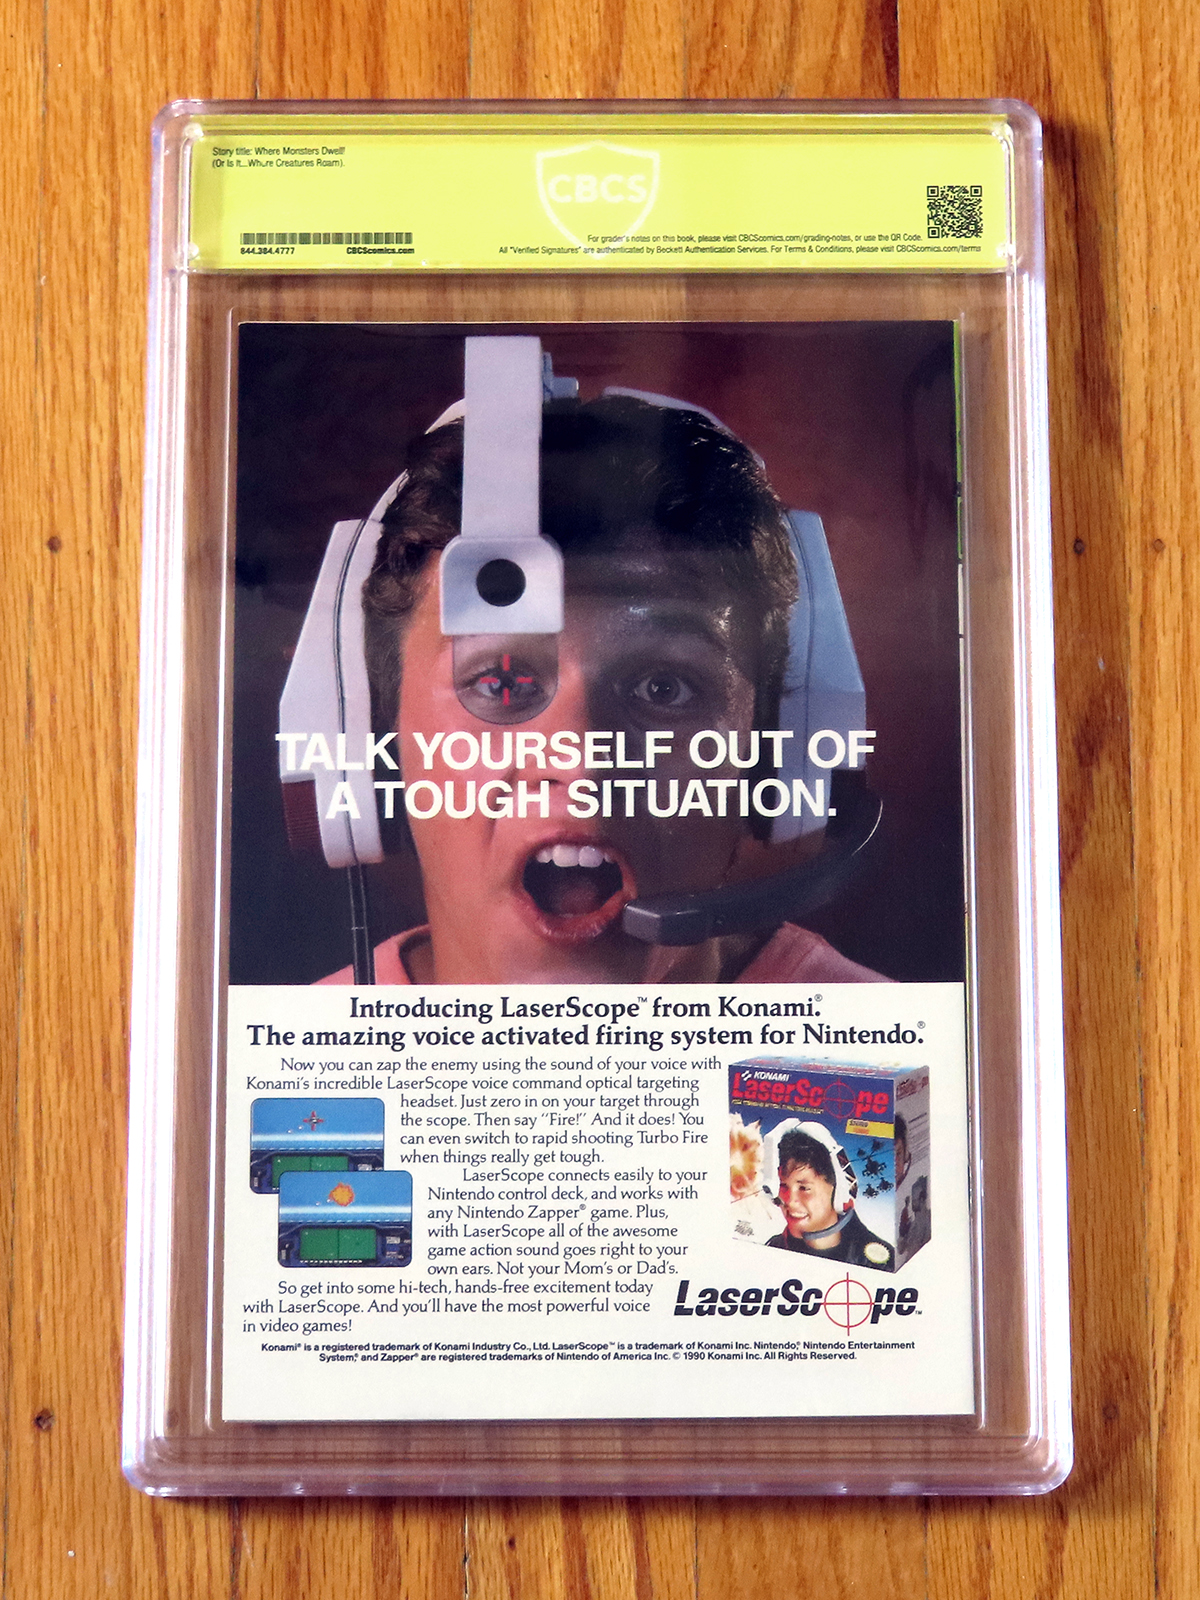 Story title: Where Monsters Dwell!
(Or Is It...Where Creatures Roam).
CBCS
844.384.4777
CBCScomics.com
For grader's notes on this book, please visit CBCScomics.com/grading-notes, or use the QR Code.
All "Verified Signatures" are authenticated by Beckett Authentication Services. For Terms & Conditions, please visit CBCScomics.com/terms
TALK YOURSELF OUT OF
A TOUGH SITUATION.
Introducing LaserScope™ from Konami.®
The amazing voice activated firing system for Nintendo.®
Now you can zap the enemy using the sound of your voice with
Konami's incredible LaserScope voice command optical targeting
headset. Just zero in on your target through
the scope. Then say "Fire!" And it does! You
can even switch to rapid shooting Turbo Fire
when things really get tough.
LaserScope connects easily to your
Nintendo control deck, and works with
any Nintendo Zapper® game. Plus,
with LaserScope all of the awesome
game action sound goes right to your
own ears. Not your Mom's or Dad's.
So get into some hi-tech, hands-free excitement today
with LaserScope. And you'll have the most powerful voice
in video games!
KONAMI
LaserScope
LaserScope™
Konami® is a registered trademark of Konami Industry Co., Ltd. LaserScope™ is a trademark of Konami Inc. Nintendo,® Nintendo Entertainment
System,® and Zapper® are registered trademarks of Nintendo of America Inc. © 1990 Konami Inc. All Rights Reserved.